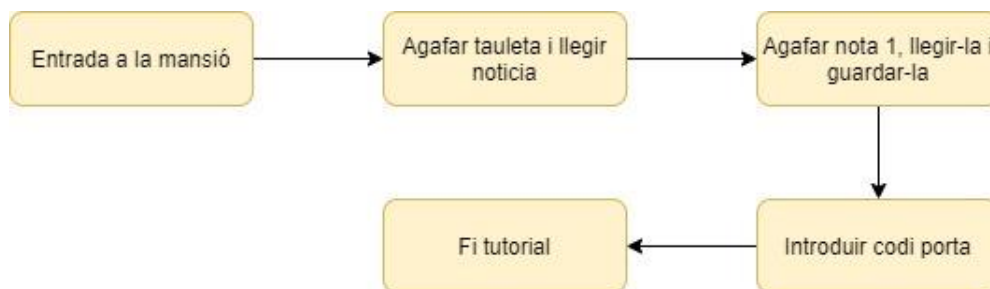 Entrada a la mansió
Agafar tauleta i llegir
noticia
Agafar nota 1, llegir-la i
guardar-la
Introduir codi porta
Fi tutorial